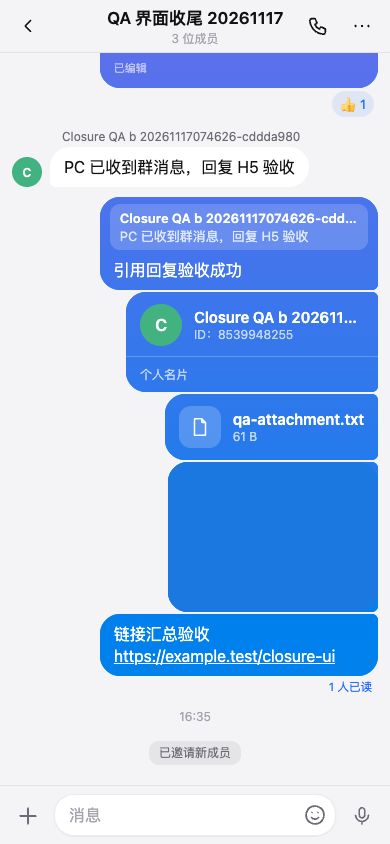 QA 界面收尾 20261117
3 位成员
已编辑
👍 1
Closure QA b 20261117074626-cddda980
C
PC 已收到群消息，回复 H5 验收
Closure QA b 20261117074626-cdd...
PC 已收到群消息，回复 H5 验收
引用回复验收成功
C
Closure QA b 202611...
ID：8539948255
个人名片
qa-attachment.txt
61 B
链接汇总验收
https://example.test/closure-ui
1 人已读
16:35
已邀请新成员
消息